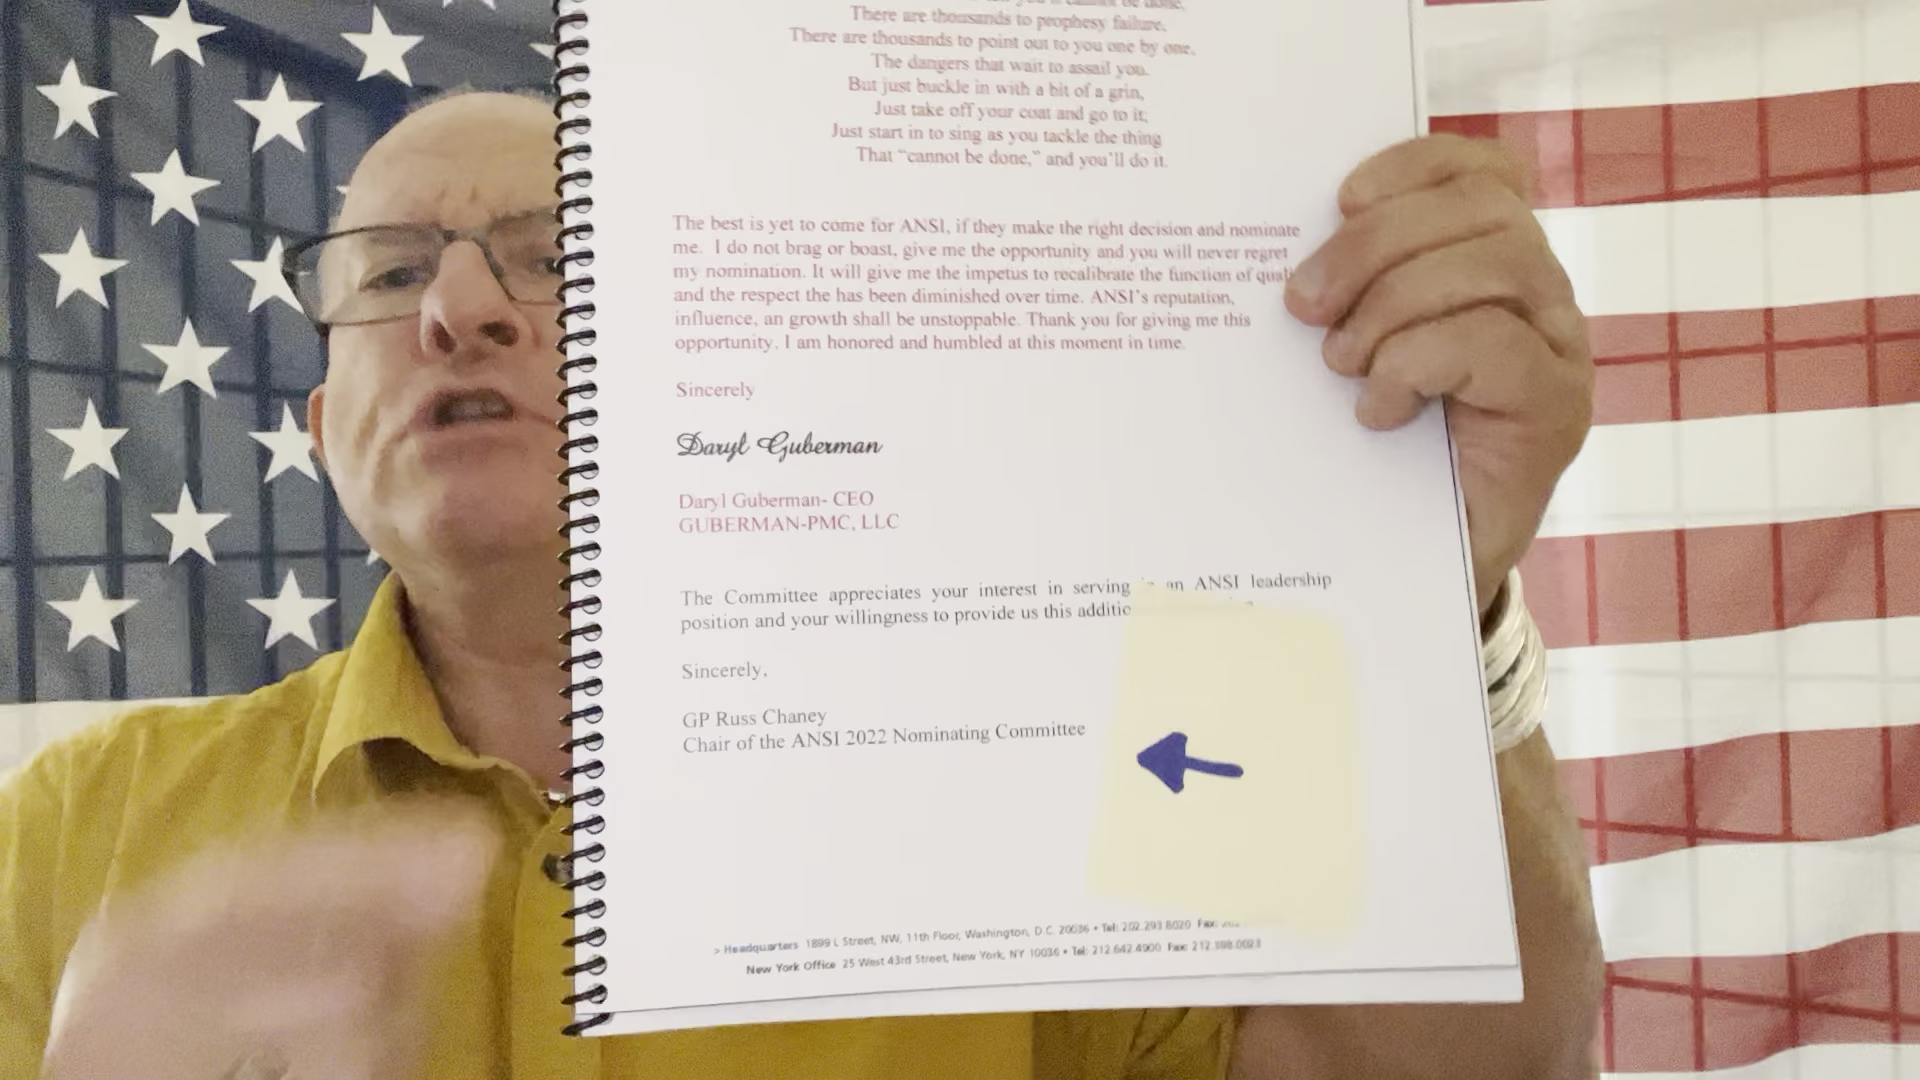 There are thousands to prophesy failure,
There are thousands to point out to you one by one,
The dangers that wait to assail you.
But just buckle in with a bit of a grin,
Just take off your coat and go to it;
Just start in to sing as you tackle the thing
That “cannot be done,” and you’ll do it.
The best is yet to come for ANSI, if they make the right decision and nominate
me. I do not brag or boast, give me the opportunity and you will never regret
my nomination. It will give me the impetus to recalibrate the function of
and the respect the has been diminished over time. ANSI’s reputation,
influence, an growth shall be unstoppable. Thank you for giving me this
opportunity, I am honored and humbled at this moment in time.
Sincerely
Daryl Guberman
Daryl Guberman- CEO
GUBERMAN-PMC, LLC
The Committee appreciates your interest in serving an ANSI leadership
position and your willingness to provide us this
Sincerely,
GP Russ Chaney
Chair of the ANSI 2022 Nominating Committee
> Headquarters 1899 L Street, NW, 11th Floor, Washington, D.C. 20036 • Tel: 202.293.8020 Fax:
New York Office 25 West 43rd Street, New York, NY 10036 • Tel: 212.642.4900 Fax: 212.398.0023